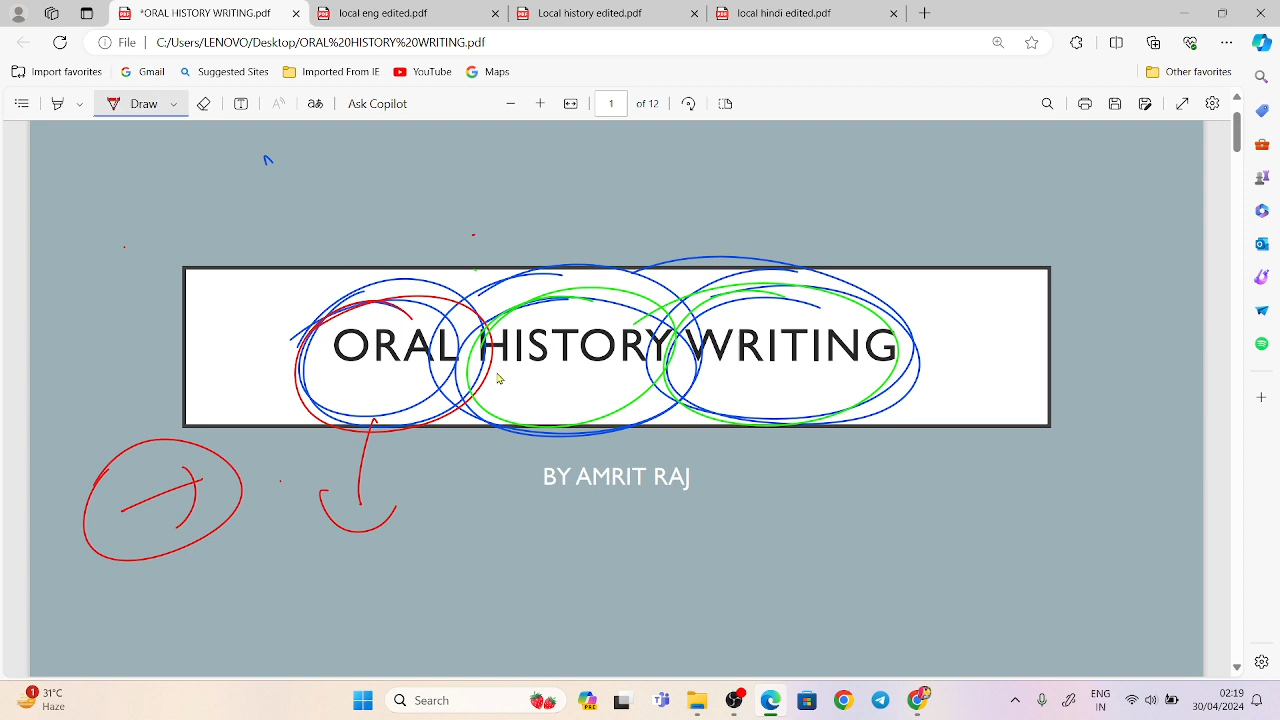 *ORAL HISTORY WRITING.pdf
local eng edited.pdf
Local history edited.pdf
local hindi edited.pdf
File C:/Users/LENOVO/Desktop/ORAL%20HISTORY%20WRITING.pdf
Import favorites Gmail Suggested Sites Imported From IE YouTube Maps Other favorites
Draw Ask Copilot 1 of 12
ORAL HISTORY WRITING
BY AMRIT RAJ
1 31°C
Haze
Search
PRE
ENG
IN
02:19
30/04/2024